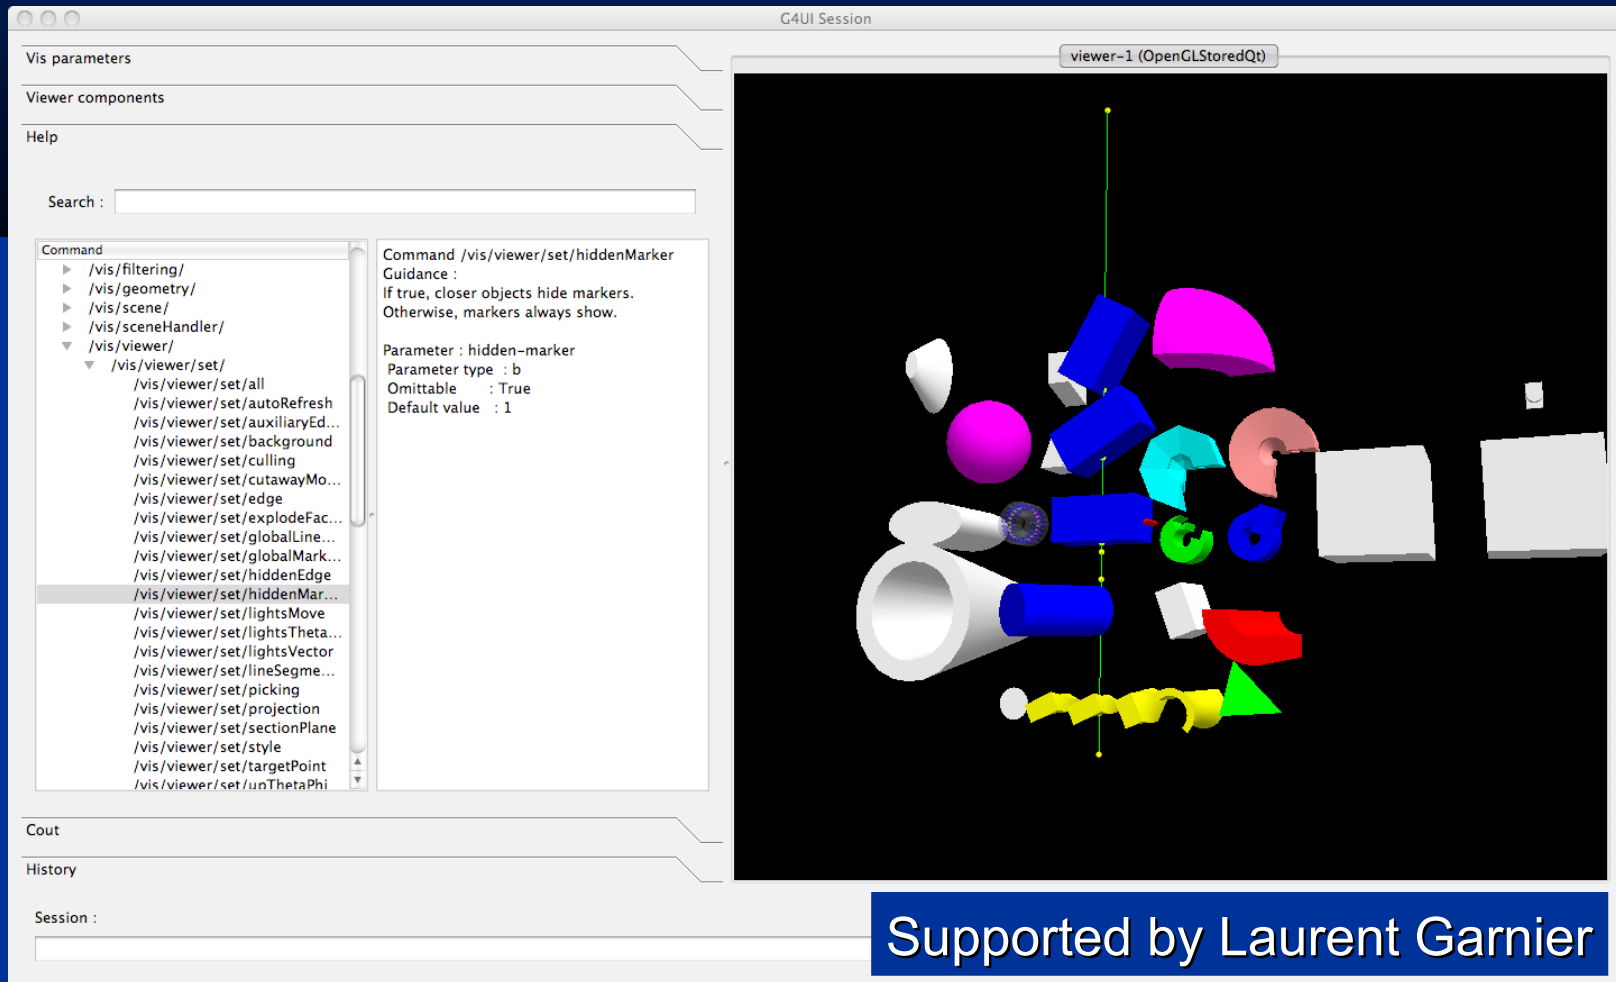 G4UI Session
Vis parameters
Viewer components
Help
Search :
Command
/vis/filtering/
/vis/geometry/
/vis/scene/
/vis/sceneHandler/
/vis/viewer/
/vis/viewer/set/
/vis/viewer/set/all
/vis/viewer/set/autoRefresh
/vis/viewer/set/auxiliaryEd...
/vis/viewer/set/background
/vis/viewer/set/culling
/vis/viewer/set/cutawayMo...
/vis/viewer/set/edge
/vis/viewer/set/explodeFac...
/vis/viewer/set/globalLine...
/vis/viewer/set/globalMark...
/vis/viewer/set/hiddenEdge
/vis/viewer/set/hiddenMar...
/vis/viewer/set/lightsMove
/vis/viewer/set/lightsTheta...
/vis/viewer/set/lightsVector
/vis/viewer/set/lineSegme...
/vis/viewer/set/picking
/vis/viewer/set/projection
/vis/viewer/set/sectionPlane
/vis/viewer/set/style
/vis/viewer/set/targetPoint
/vis/viewer/set/upThetaPhi
Command /vis/viewer/set/hiddenMarker
Guidance :
If true, closer objects hide markers.
Otherwise, markers always show.
Parameter : hidden-marker
Parameter type : b
Omittable : True
Default value : 1
Cout
History
Session :
viewer-1 (OpenGLStoredQt)
Supported by Laurent Garnier